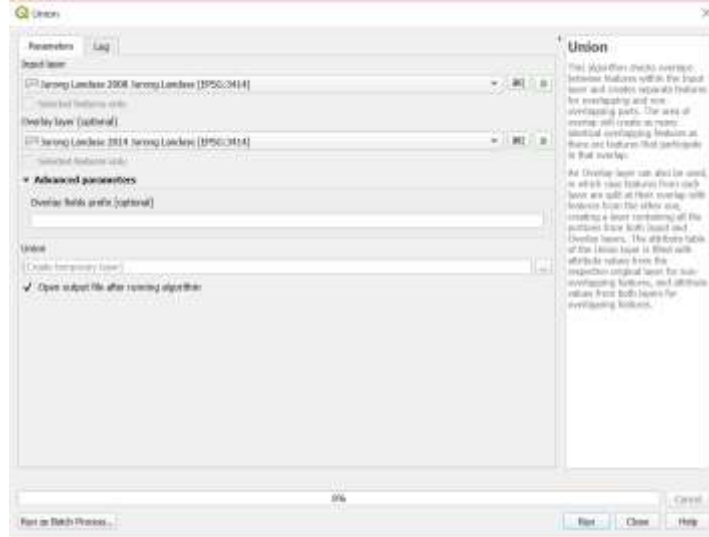 Union
Parameters
Log
Input layer
Jurong Landuse 2008 Jurong Landuse [EPSG:3414]
Selected features only
Overlay layer [optional]
Jurong Landuse 2014 Jurong Landuse [EPSG:3414]
Selected features only
Advanced parameters
Overlay fields prefix [optional]
Union
[Create temporary layer]
...
Open output file after running algorithm
Union
This algorithm checks overlaps
between features within the Input
layer and creates separate features
for overlapping and non-
overlapping parts. The area of
overlap will create as many
identical overlapping features as
there are features that participate
in that overlap.
An Overlay layer can also be used,
in which case features from each
layer are split at their overlap with
features from the other one,
creating a layer containing all the
portions from both Input and
Overlay layers. The attribute table
of the Union layer is filled with
attribute values from the
respective original layer for non-
overlapping features, and attribute
values from both layers for
overlapping features.
0%
Cancel
Run as Batch Process...
Run
Close
Help